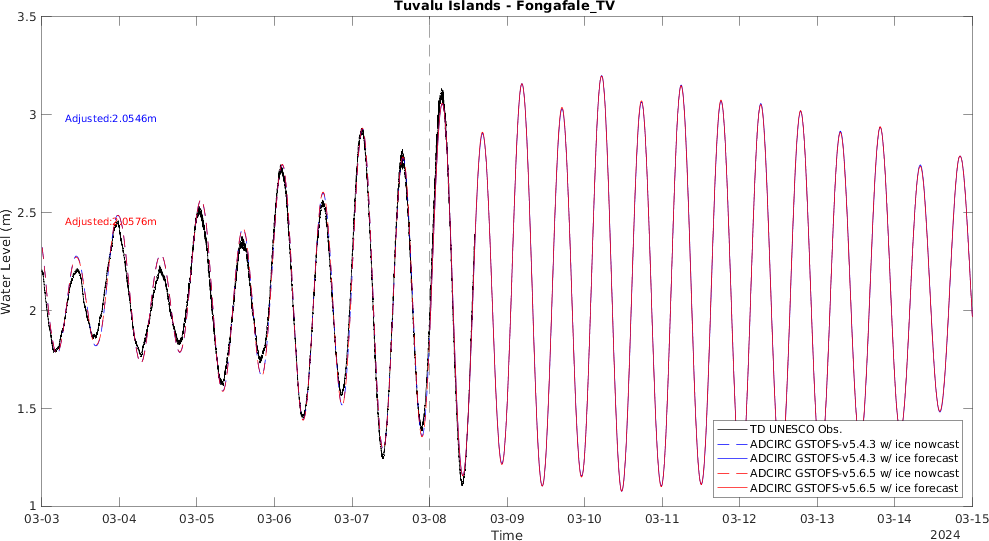 Tuvalu Islands - Fongafale_TV
3.5
3
2.5
2
1.5
1
Water Level (m)
Adjusted:2.0546m
Adjusted:2.0576m
TD UNESCO Obs.
ADCIRC GSTOFS-v5.4.3 w/ ice nowcast
ADCIRC GSTOFS-v5.4.3 w/ ice forecast
ADCIRC GSTOFS-v5.6.5 w/ ice nowcast
ADCIRC GSTOFS-v5.6.5 w/ ice forecast
03-03 03-04 03-05 03-06 03-07 03-08 03-09 03-10 03-11 03-12 03-13 03-14 03-15
Time
2024